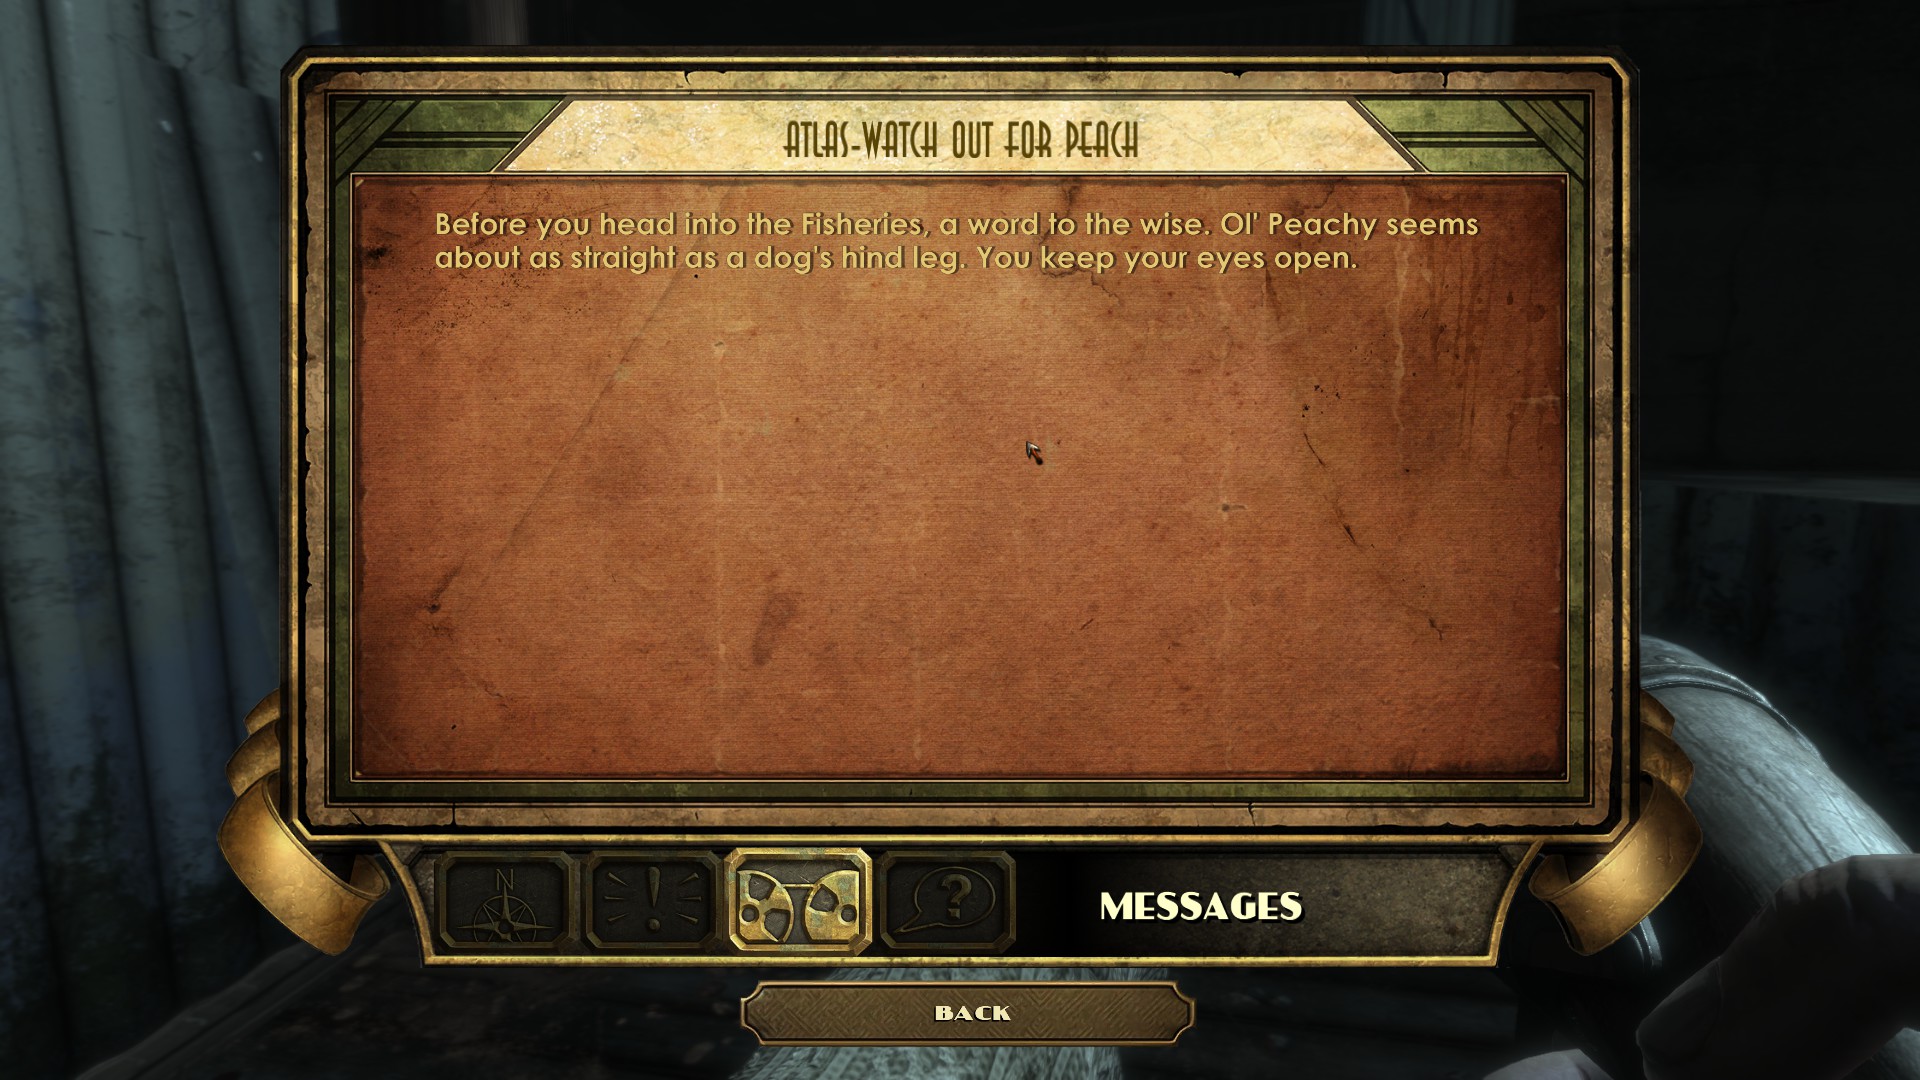 ATLAS-WATCH OUT FOR PEACH
Before you head into the Fisheries, a word to the wise. Ol' Peachy seems
about as straight as a dog's hind leg. You keep your eyes open.
N
!
?
MESSAGES
BACK